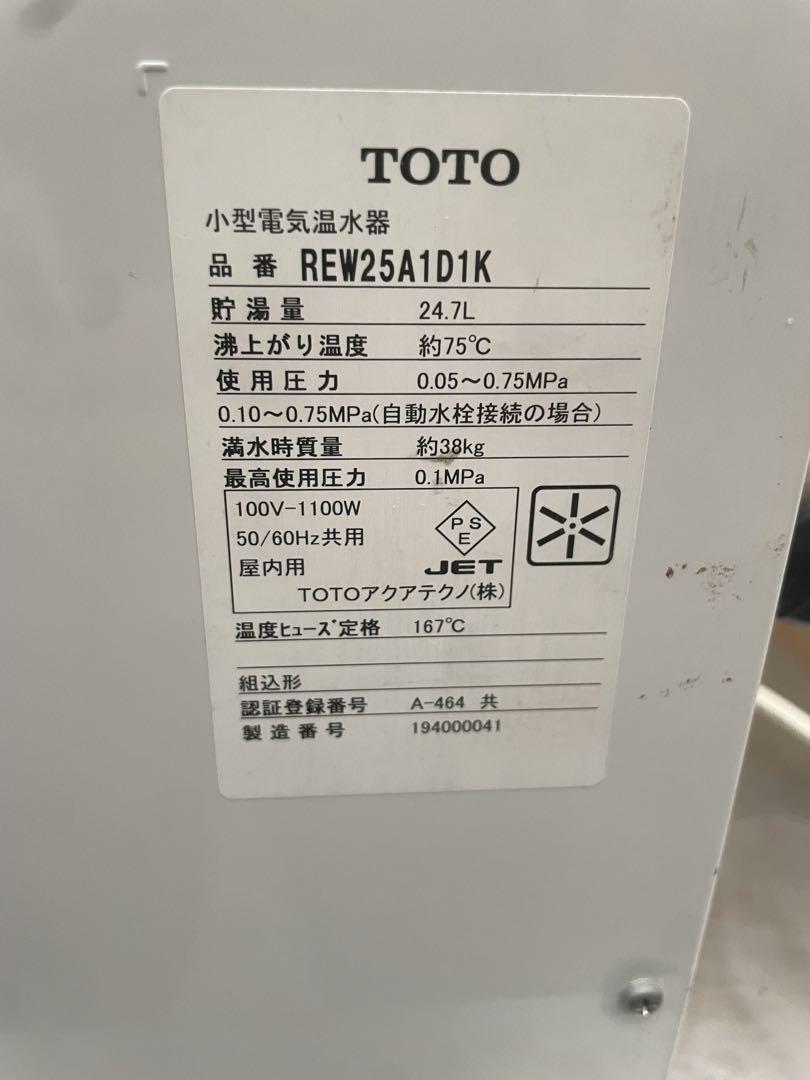 TOTO
小型電気温水器
品番 REW25A1D1K
貯湯量 24.7L
沸上がり温度 約75℃
使用圧力 0.05～0.75MPa
0.10～0.75MPa(自動水栓接続の場合)
満水時質量 約38kg
最高使用圧力 0.1MPa
100V-1100W
50/60Hz共用
屋内用
PSE
JET
TOTOアクアテクノ(株)
温度ﾋｭｰｽﾞ定格 167℃
組込形
認証登録番号 A-464 共
製造番号 194000041